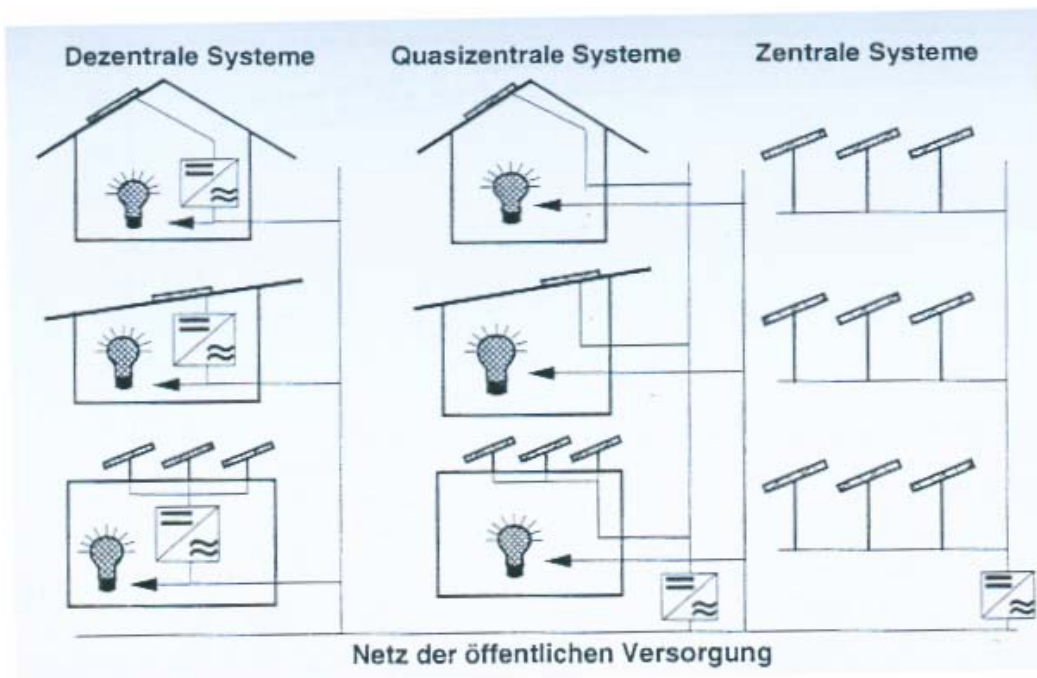 Dezentrale Systeme
Quasizentrale Systeme
Zentrale Systeme
Netz der öffentlichen Versorgung